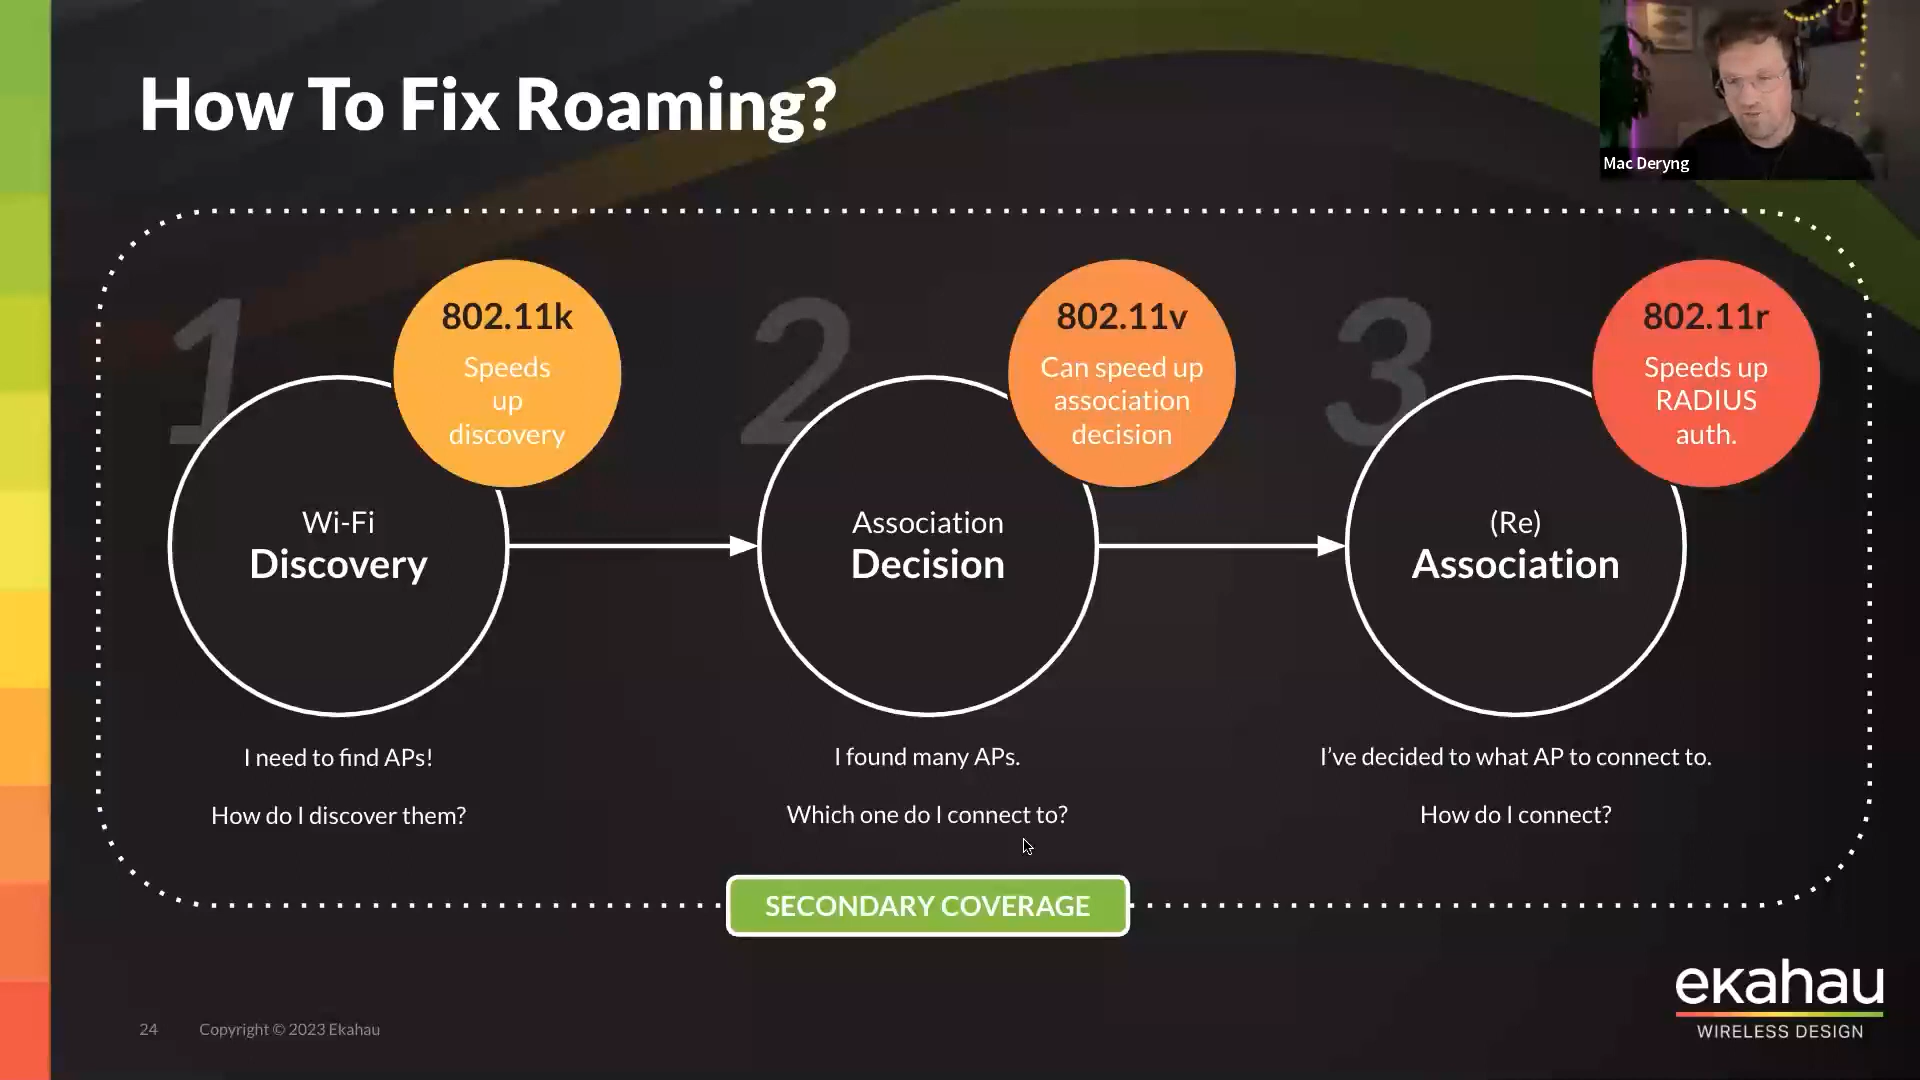 How To Fix Roaming?
Mac Deryng
1
802.11k
Speeds
up
discovery
Wi-Fi
Discovery
I need to find APs!
How do I discover them?
2
802.11v
Can speed up
association
decision
Association
Decision
I found many APs.
Which one do I connect to?
3
802.11r
Speeds up
RADIUS
auth.
(Re)
Association
I’ve decided to what AP to connect to.
How do I connect?
SECONDARY COVERAGE
24
Copyright © 2023 Ekahau
ekahau
WIRELESS DESIGN